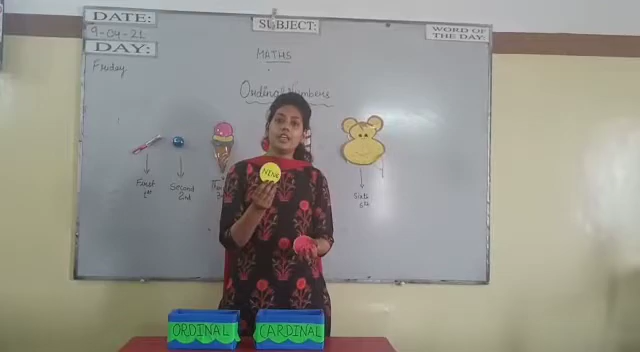 DATE:
9-04-21
DAY:
Friday
SUBJECT:
MATHS
Ordinal Numbers
WORD OF
THE DAY:
First
1st
Second
2nd
Sixth
6th
NINE
ORDINAL
CARDINAL